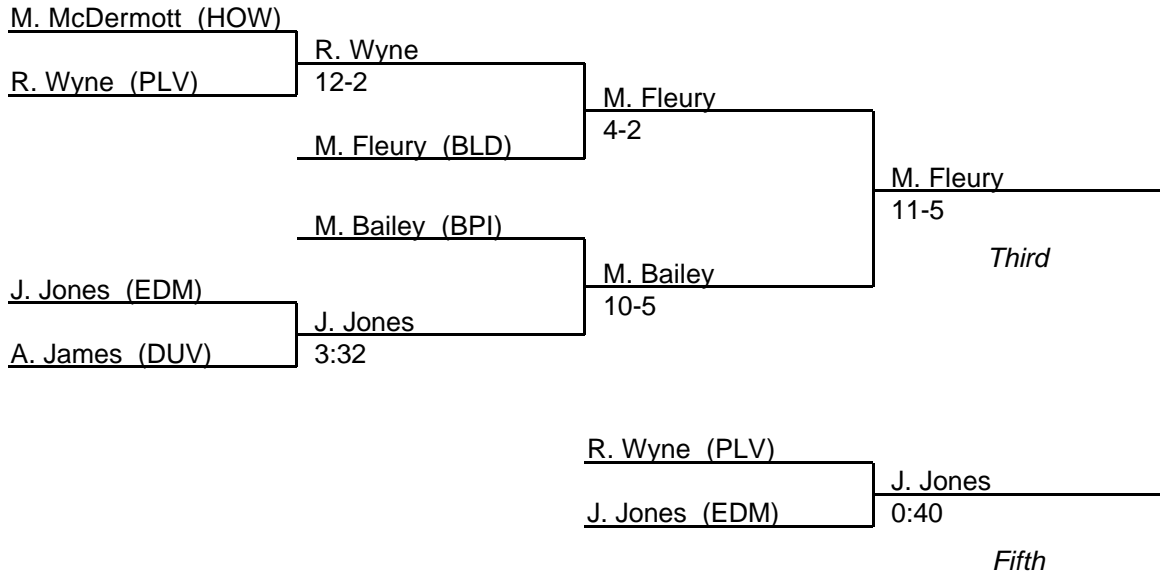 M. McDermott (HOW)
R. Wyne
R. Wyne (PLV)
12-2
M. Fleury
4-2
M. Fleury (BLD)
M. Fleury
11-5
M. Bailey (BPI)
Third
M. Bailey
J. Jones (EDM)
10-5
J. Jones
A. James (DUV)
3:32
R. Wyne (PLV)
J. Jones
J. Jones (EDM)
0:40
Fifth